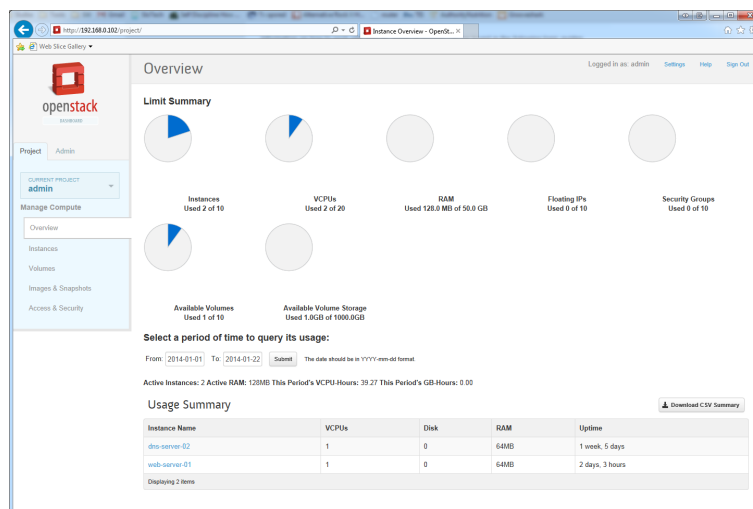 http://192.168.0.102/project/
Instance Overview - OpenSt...
Web Slice Gallery
openstack
DASHBOARD
Project Admin
CURRENT PROJECT
admin
Manage Compute
Overview
Instances
Volumes
Images & Snapshots
Access & Security
Overview
Logged in as: admin Settings Help Sign Out
Limit Summary
Instances
Used 2 of 10
VCPUs
Used 2 of 20
RAM
Used 128.0 MB of 50.0 GB
Floating IPs
Used 0 of 10
Security Groups
Used 0 of 10
Available Volumes
Used 1 of 10
Available Volume Storage
Used 1.0GB of 1000.0GB
Select a period of time to query its usage:
From: 2014-01-01 To: 2014-01-22 Submit The date should be in YYYY-mm-dd format.
Active Instances: 2 Active RAM: 128MB This Period's VCPU-Hours: 39.27 This Period's GB-Hours: 0.00
Usage Summary
Download CSV Summary
Instance Name VCPUs Disk RAM Uptime
dns-server-02 1 0 64MB 1 week, 5 days
web-server-01 1 0 64MB 2 days, 3 hours
Displaying 2 items